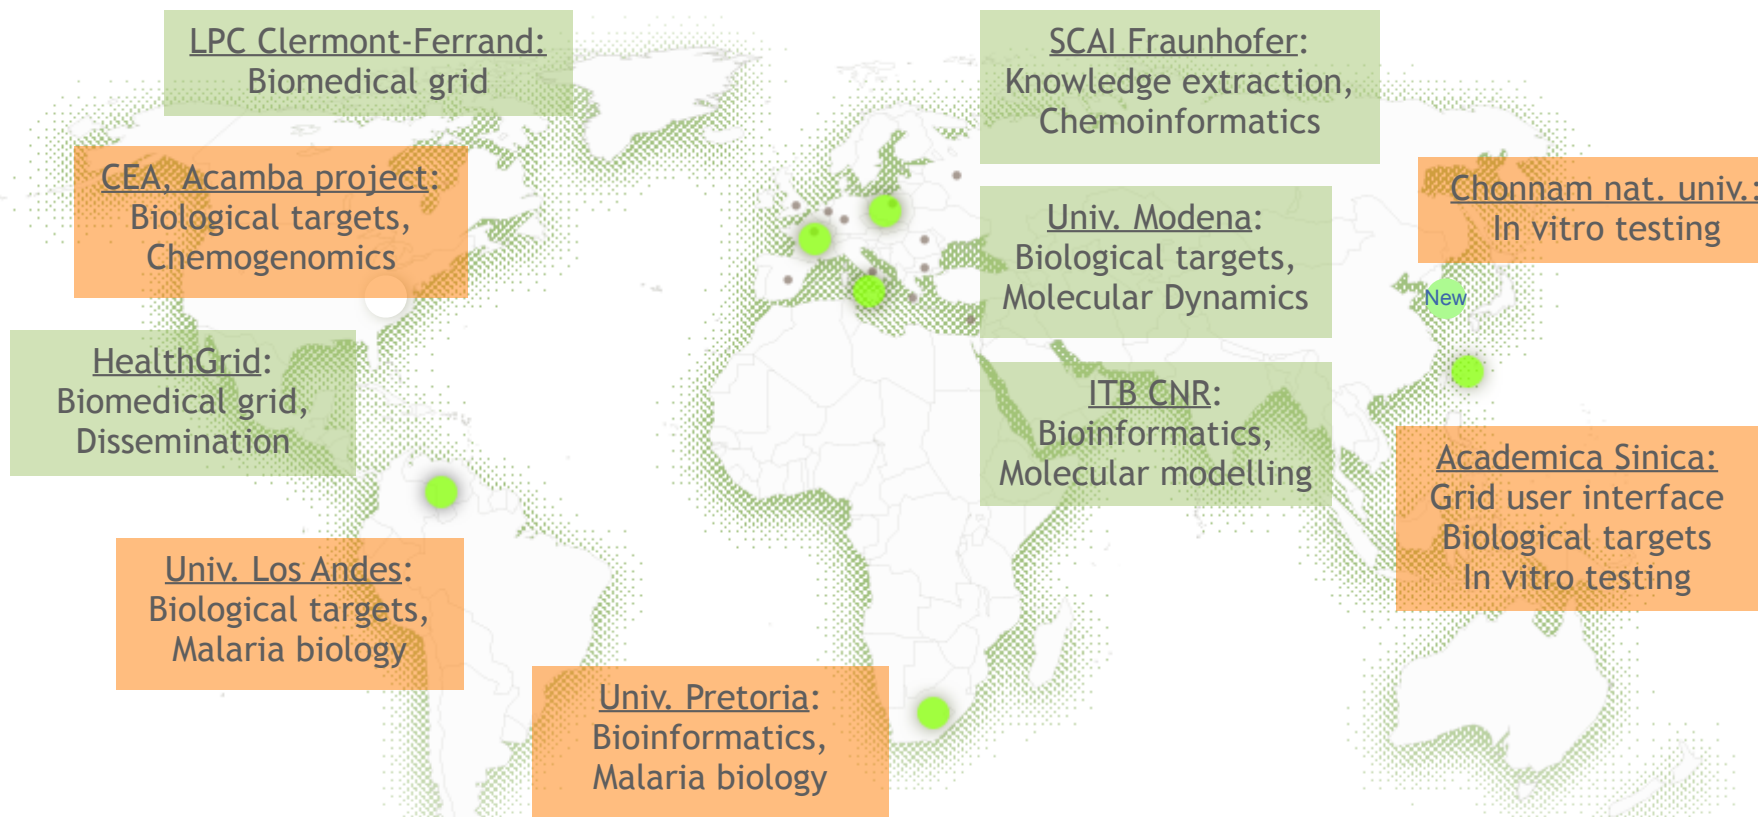 LPC Clermont-Ferrand:
Biomedical grid
SCAI Fraunhofer:
Knowledge extraction,
Chemoinformatics
CEA, Acamba project:
Biological targets,
Chemogenomics
Chonnam nat. univ.:
In vitro testing
Univ. Modena:
Biological targets,
Molecular Dynamics
New
HealthGrid:
Biomedical grid,
Dissemination
ITB CNR:
Bioinformatics,
Molecular modelling
Academica Sinica:
Grid user interface
Biological targets
In vitro testing
Univ. Los Andes:
Biological targets,
Malaria biology
Univ. Pretoria:
Bioinformatics,
Malaria biology